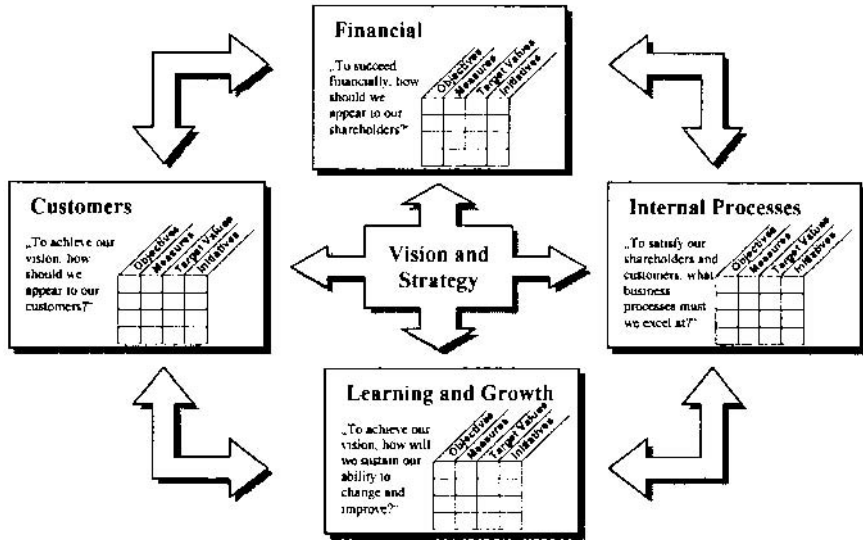 Financial
„To succeed
financially, how
should we
appear to our
shareholders?“
Objectives
Measures
Target Values
Initiatives
Customers
„To achieve our
vision, how
should we
appear to our
customers?“
Objectives
Measures
Target Values
Initiatives
Vision and
Strategy
Internal Processes
„To satisfy our
shareholders and
customers, what
business
processes must
we excel at?“
Objectives
Measures
Target Values
Initiatives
Learning and Growth
„To achieve our
vision, how will
we sustain our
ability to
change and
improve?“
Objectives
Measures
Target Values
Initiatives